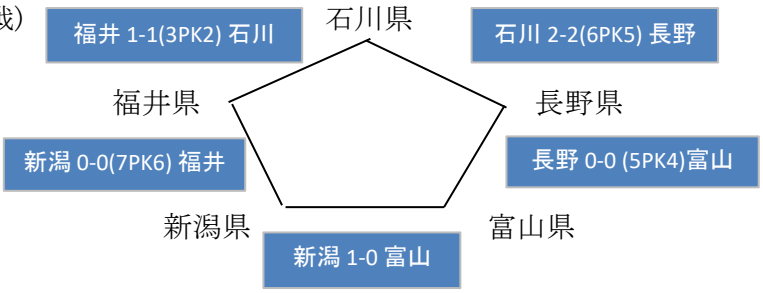 戦)
福井 1-1(3PK2) 石川
石川県
石川 2-2(6PK5) 長野
福井県
長野県
新潟 0-0(7PK6) 福井
長野 0-0 (5PK4)富山
新潟県
富山県
新潟 1-0 富山